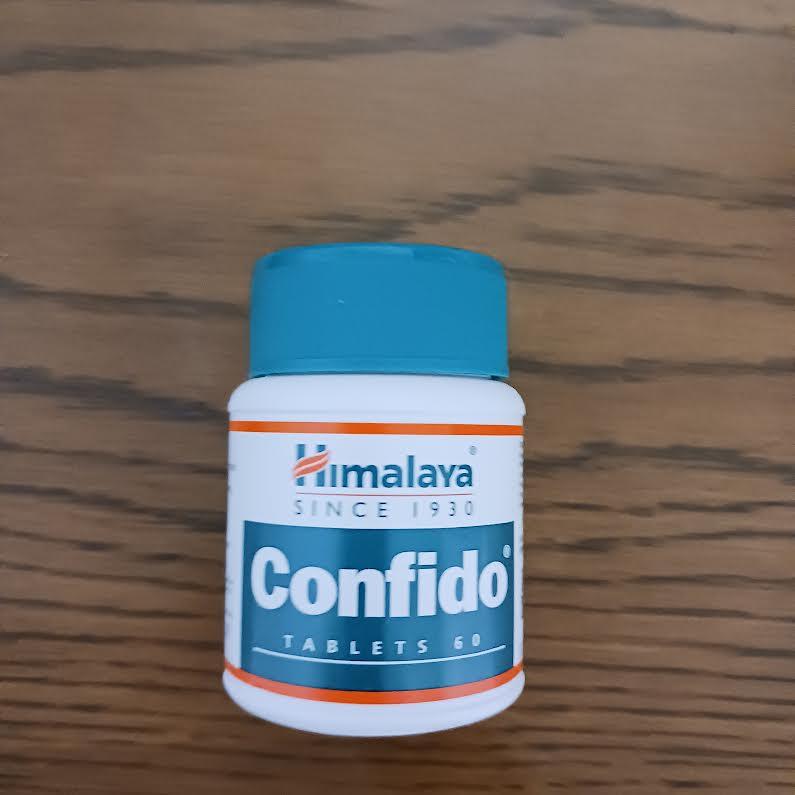 Himalaya®
SINCE 1930
Confido®
TABLETS 60